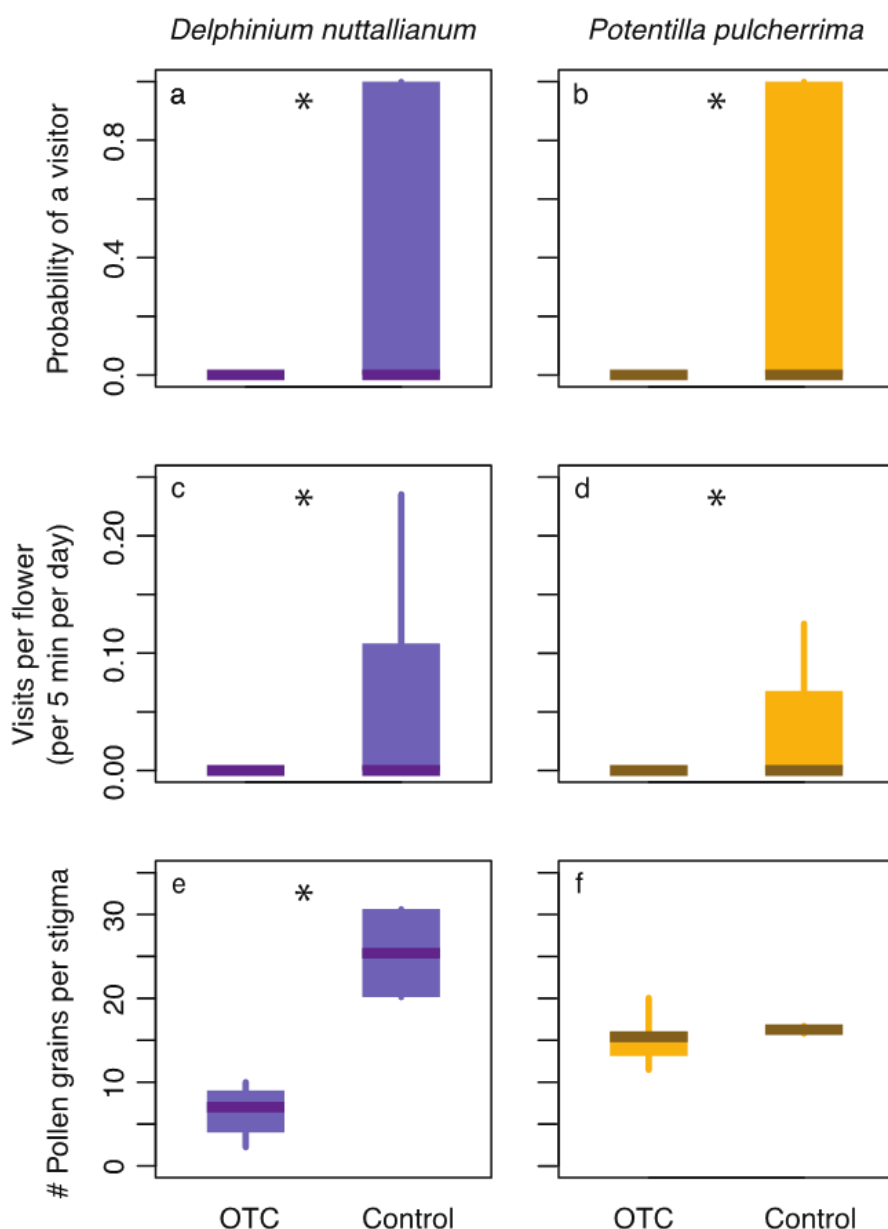 Delphinium nuttallianum
Potentilla pulcherrima
Probability of a visitor
0.8
0.4
0.0
a
*
b
*
Visits per flower
(per 5 min per day)
0.20
0.10
0.00
c
*
d
*
# Pollen grains per stigma
30
20
10
0
e
*
f
OTC
Control
OTC
Control